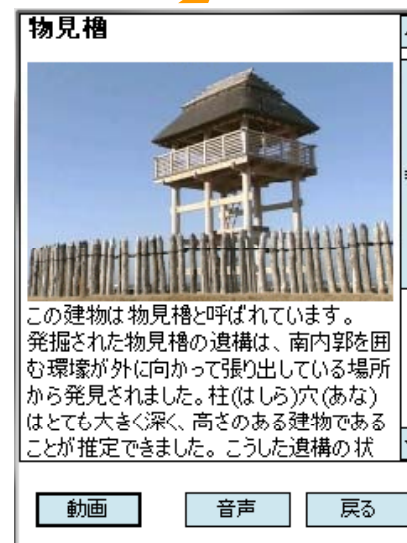 物見櫓
この建物は物見櫓と呼ばれています。
発掘された物見櫓の遺構は、南内郭を囲
む環壕が外に向かって張り出している場所
から発見されました。柱(はしら)穴(あな)
はとても大きく深く、高さのある建物である
ことが推定できました。こうした遺構の状
動画
音声
戻る